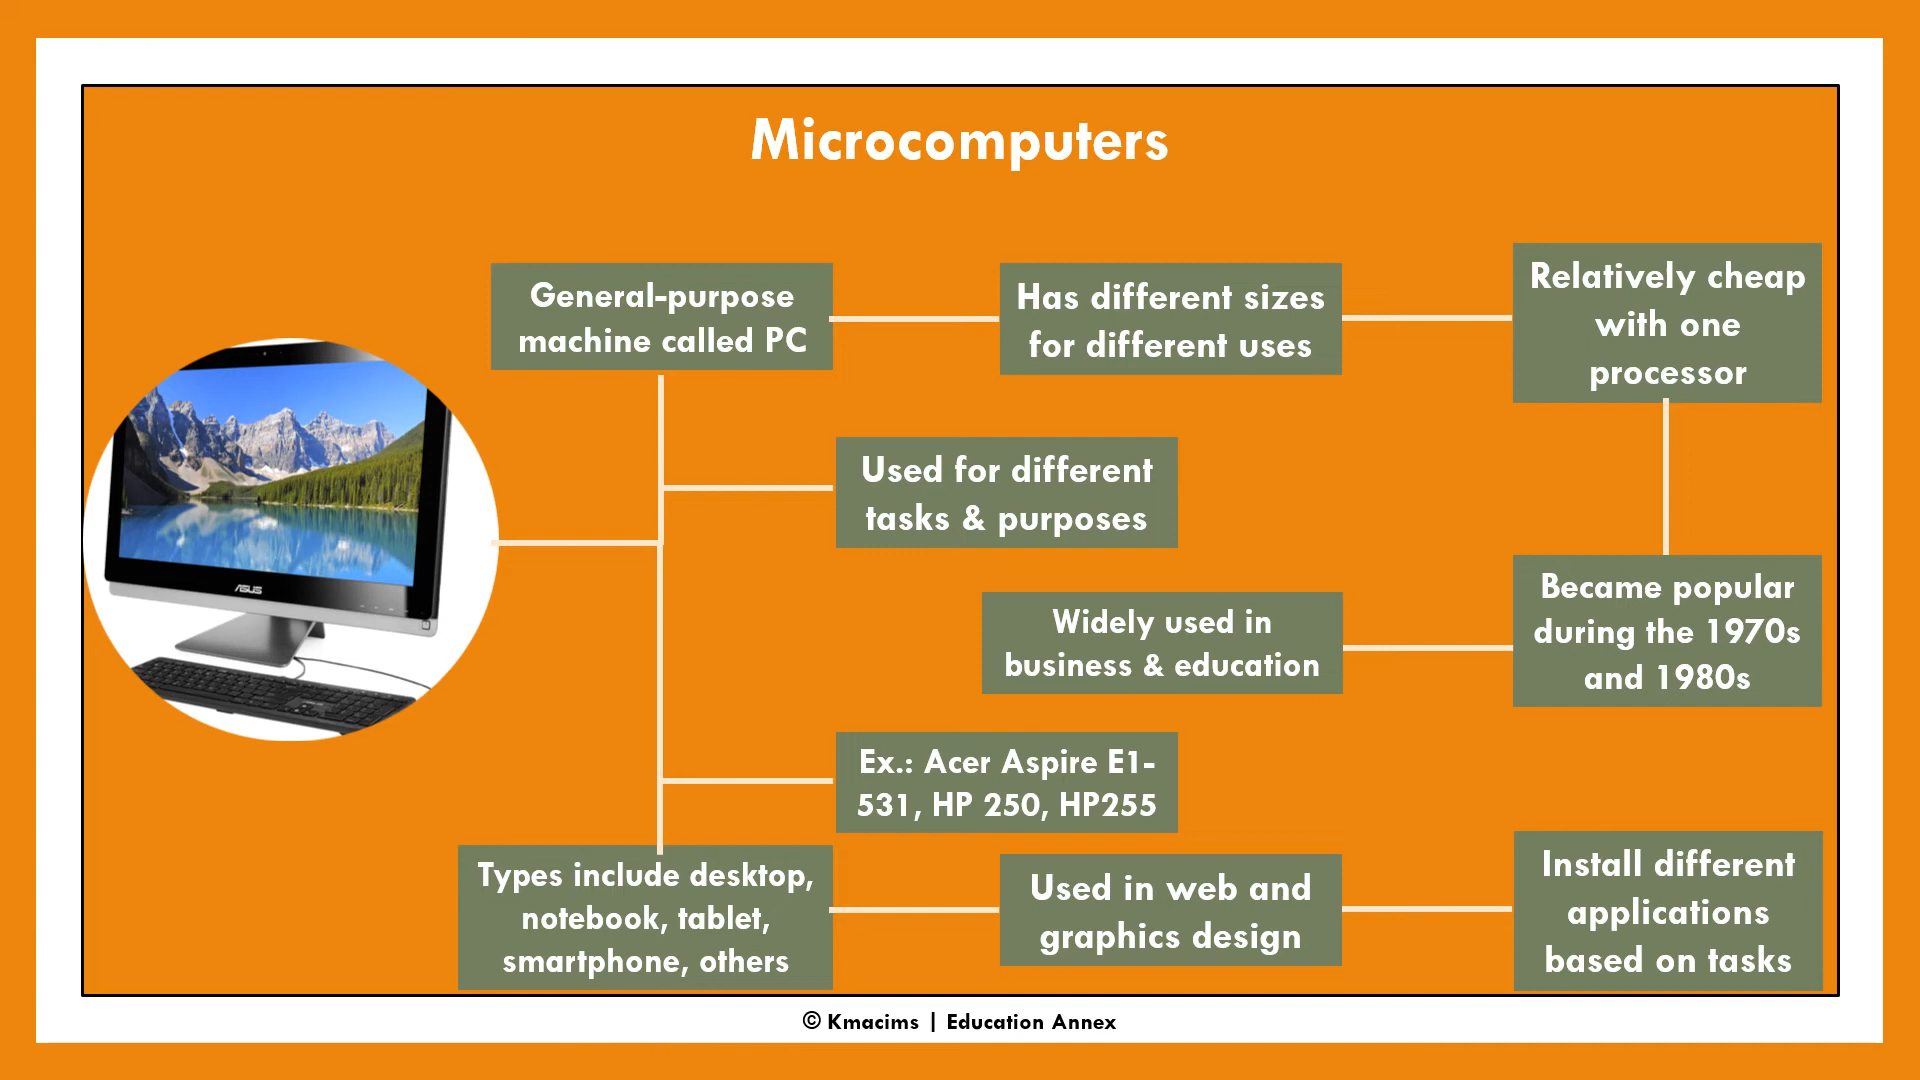 Microcomputers
General-purpose
machine called PC
Has different sizes
for different uses
Relatively cheap
with one
processor
Used for different
tasks & purposes
Became popular
during the 1970s
and 1980s
Widely used in
business & education
ASUS
Ex.: Acer Aspire E1-
531, HP 250, HP255
Types include desktop,
notebook, tablet,
smartphone, others
Used in web and
graphics design
Install different
applications
based on tasks
© Kmacims | Education Annex